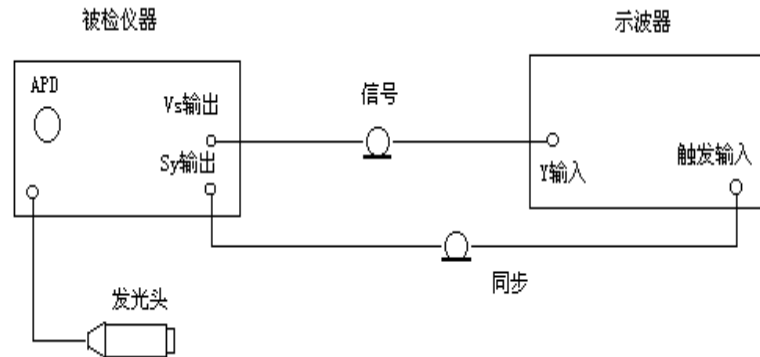 被检仪器
示波器
APD
Vs输出
信号
Sy输出
Y输入
触发输入
同步
发光头